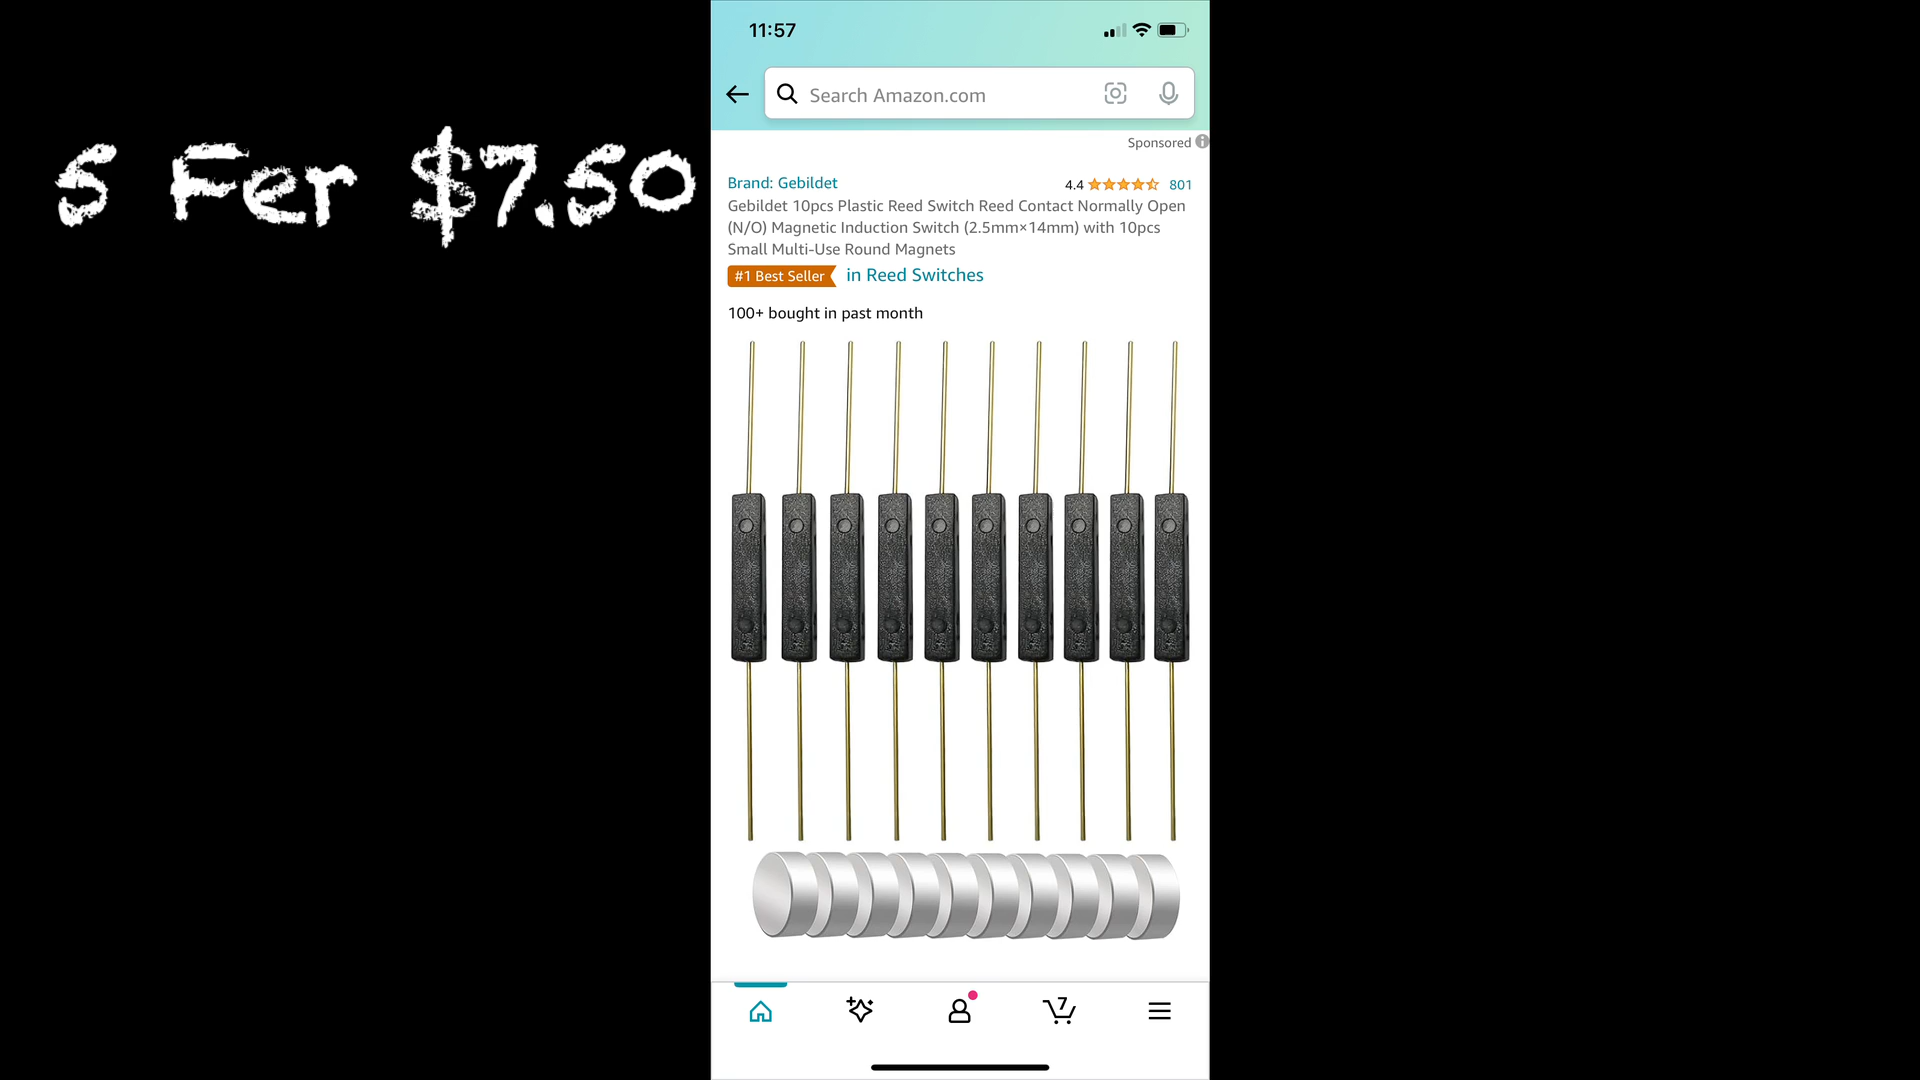 5 Fer $7.50
11:57
Search Amazon.com
Sponsored
Brand: Gebildet
4.4 801
Gebildet 10pcs Plastic Reed Switch Reed Contact Normally Open
(N/O) Magnetic Induction Switch (2.5mm×14mm) with 10pcs
Small Multi-Use Round Magnets
#1 Best Seller in Reed Switches
100+ bought in past month
7